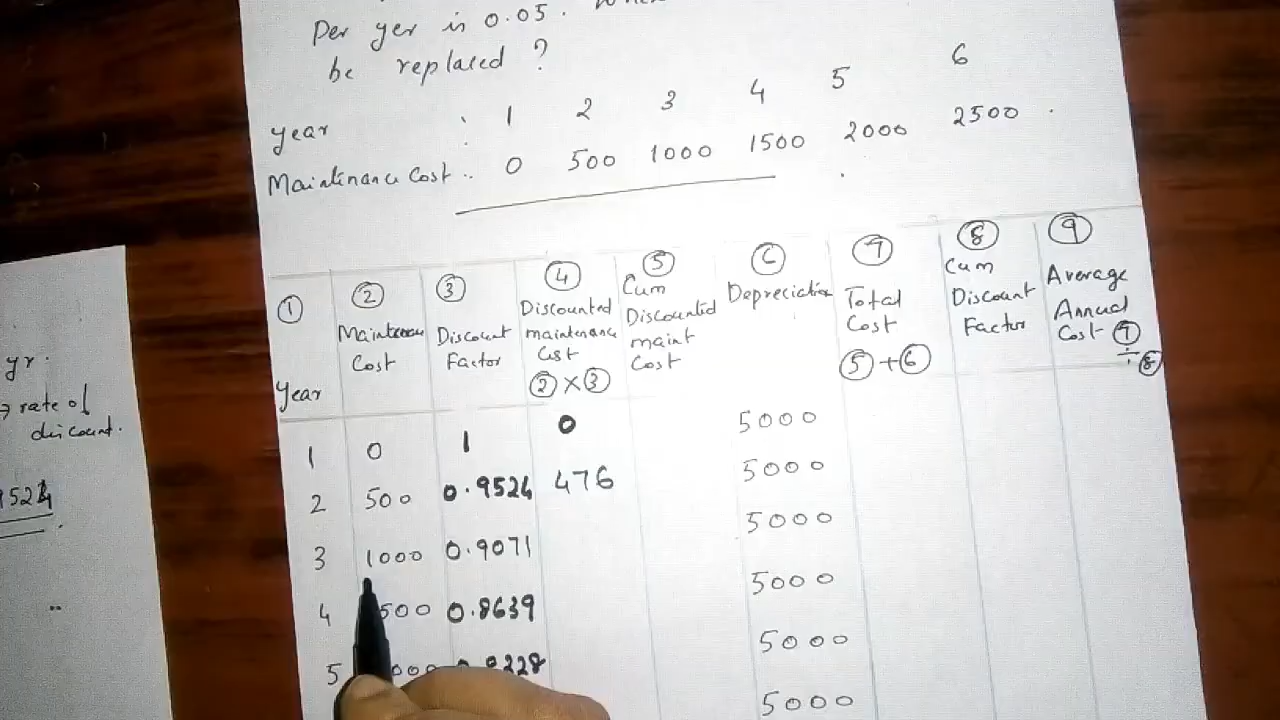 Per yer is 0.05.
be replaced ?
year : 1 2 3 4 5 6
Maintinance Cost .. 0 500 1000 1500 2000 2500 .
① ② ③ ④ ⑤ ⑥ ⑦ ⑧ ⑨
Year
Maintenance
Cost
Discount
Factor
Discounted
maintenance
cost
② × ③
Cum
Discounted
maint
Cost
Depreciation
Total
Cost
⑤ + ⑥
Cum
Discount
Factor
Average
Annual
Cost ⑦
÷ ⑧
1 0 1 0 5000
2 500 0.9524 476 5000
3 1000 0.9071 5000
4 500 0.8639 5000
5 5000
5000
yr.
→ rate of
discount.
9524